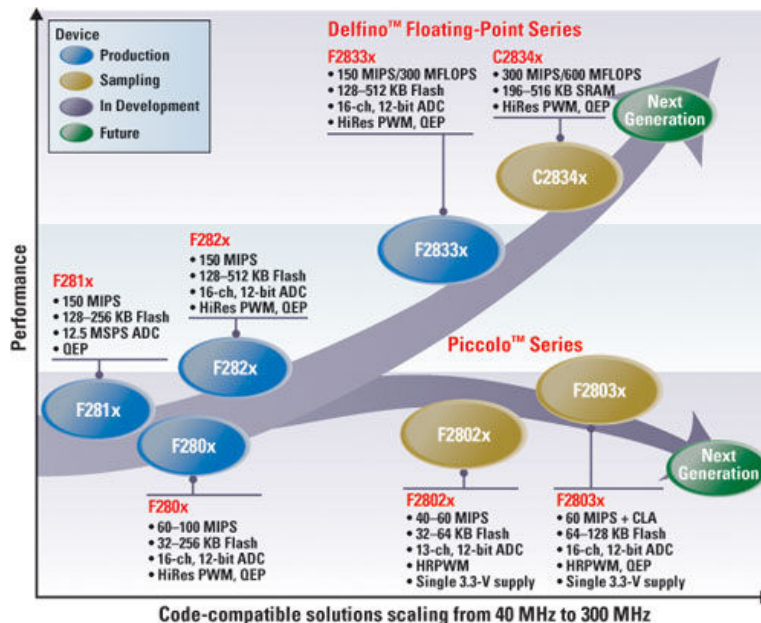 Delfino™ Floating-Point Series
Device
Production
Sampling
In Development
Future
F2833x
• 150 MIPS/300 MFLOPS
• 128–512 KB Flash
• 16-ch, 12-bit ADC
• HiRes PWM, QEP
C2834x
• 300 MIPS/600 MFLOPS
• 196–516 KB SRAM
• HiRes PWM, QEP
Next
Generation
C2834x
F2833x
F282x
• 150 MIPS
• 128–512 KB Flash
• 16-ch, 12-bit ADC
• HiRes PWM, QEP
F281x
• 150 MIPS
• 128–256 KB Flash
• 12.5 MSPS ADC
• QEP
Performance
Piccolo™ Series
F282x
F281x
F280x
F2803x
F2802x
Next
Generation
F280x
• 60–100 MIPS
• 32–256 KB Flash
• 16-ch, 12-bit ADC
• HiRes PWM, QEP
F2802x
• 40–60 MIPS
• 32–64 KB Flash
• 13-ch, 12-bit ADC
• HRPWM
• Single 3.3-V supply
F2803x
• 60 MIPS + CLA
• 64–128 KB Flash
• 16-ch, 12-bit ADC
• HRPWM, QEP
• Single 3.3-V supply
Code-compatible solutions scaling from 40 MHz to 300 MHz